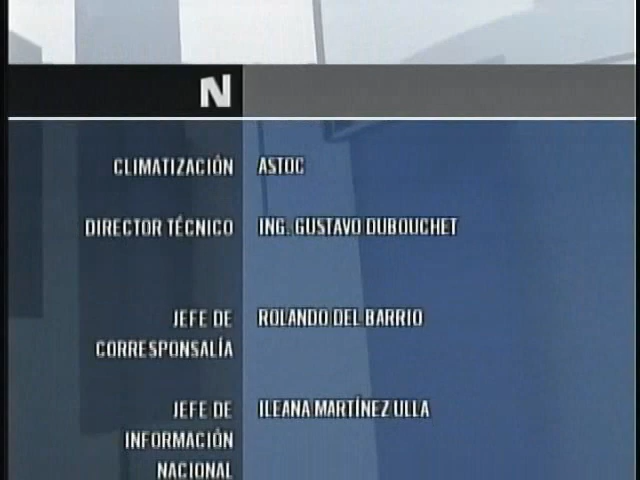 N
CLIMATIZACIÓN ASTOC
DIRECTOR TÉCNICO ING. GUSTAVO DUBOUCHET
JEFE DE ROLANDO DEL BARRIO
CORRESPONSALÍA
JEFE DE ILEANA MARTÍNEZ ULLA
INFORMACIÓN
NACIONAL